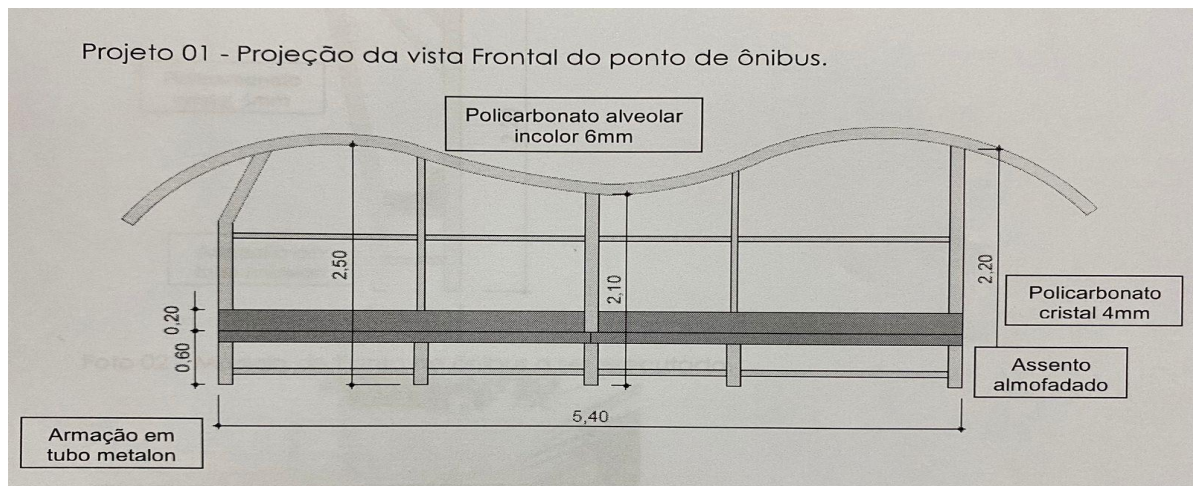 Projeto 01 - Projeção da vista Frontal do ponto de ônibus.
Policarbonato alveolar
incolor 6mm
2,50
2,10
2,20
0,20
0,60
Policarbonato
cristal 4mm
Assento
almofadado
5,40
Armação em
tubo metalon